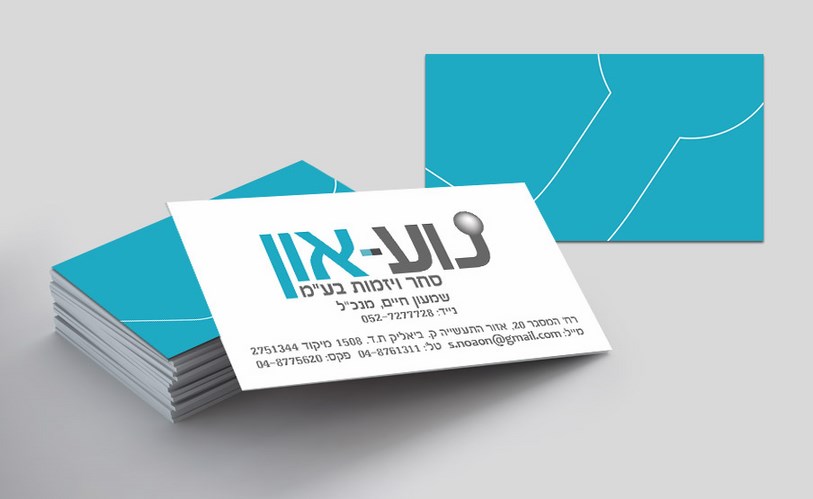 נוע-און
סחר ויזמות בע"מ
שמעון חיים, מנכ"ל
נייד: 052-7277728
רח' המסגר 20, אזור התעשייה ק. ביאליק ת.ד. 1508 מיקוד 2751344
מייל: s.noaon@gmail.com טל: 04-8761311 פקס: 04-8775620